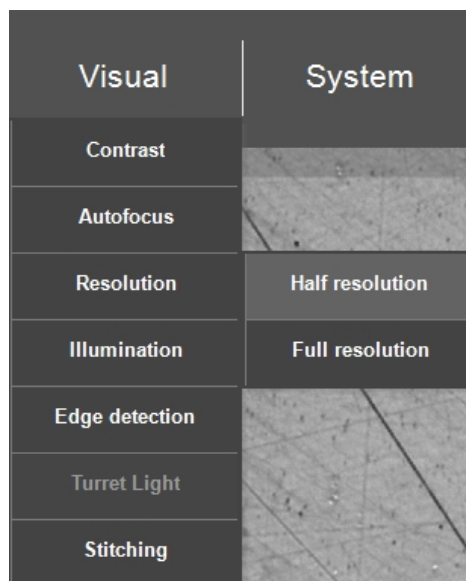 Visual
System
Contrast
Autofocus
Resolution
Half resolution
Illumination
Full resolution
Edge detection
Turret Light
Stitching